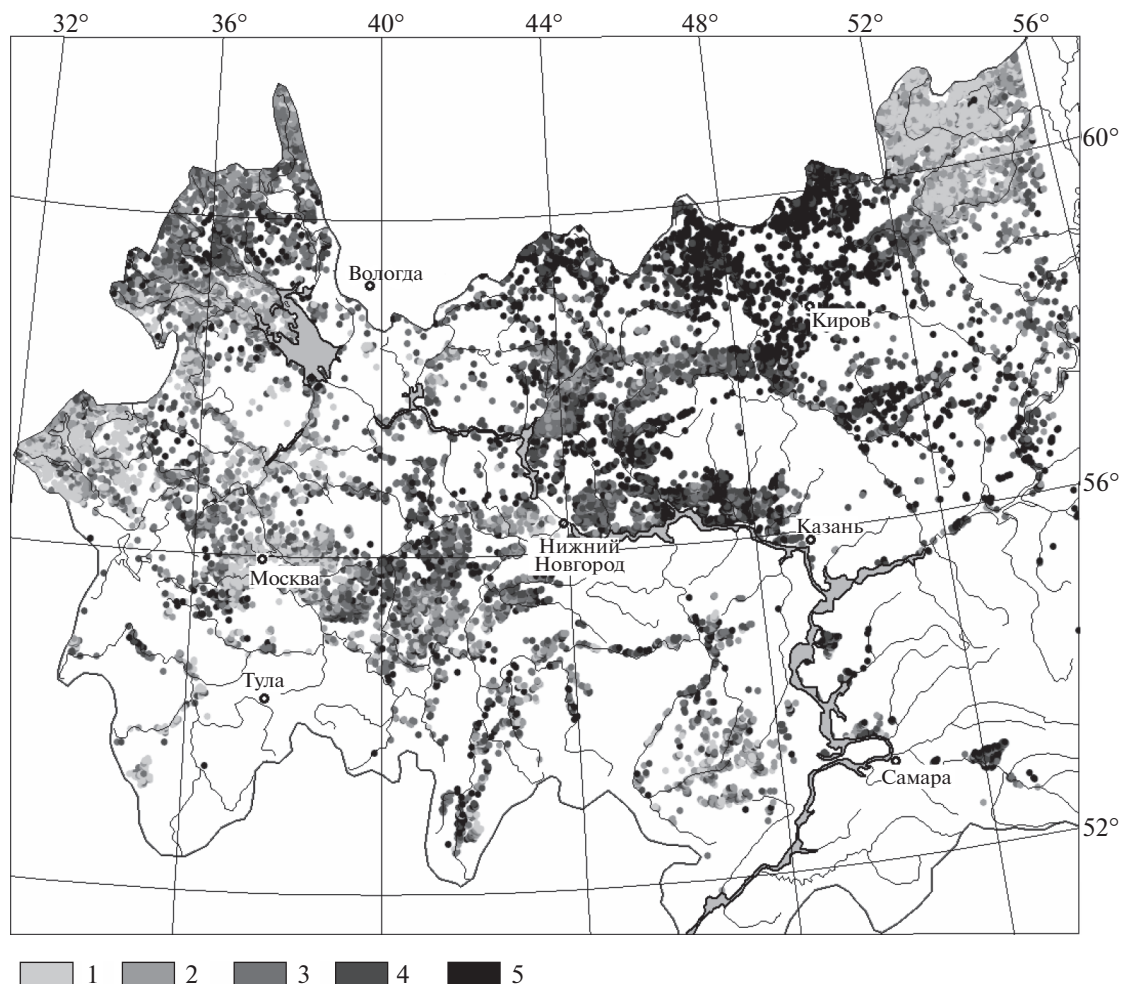 32° 36° 40° 44° 48° 52° 56°
60°
Вологда
Киров
56°
Казань
Нижний
Новгород
Москва
Тула
Самара
52°
1 2 3 4 5